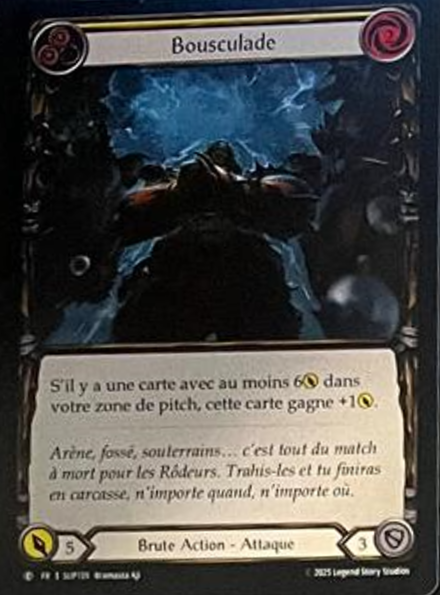 Bousculade
2
S'il y a une carte avec au moins 6 dans
votre zone de pitch, cette carte gagne +1.
Arène, fossé, souterrains... c'est tout du match
à mort pour les Rôdeurs. Trahis-les et tu finiras
en carcasse, n'importe quand, n'importe où.
5
Brute Action - Attaque
3
C FR
© 2025 Legend Story Studios